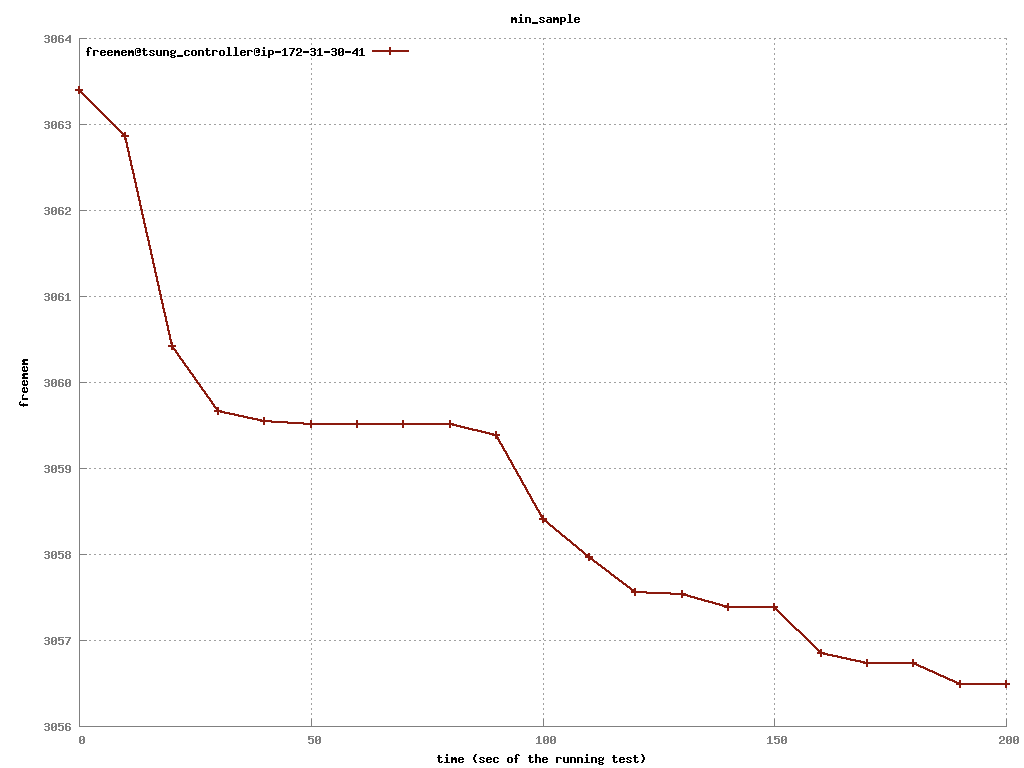 min_sample
freemem@tsung_controller@ip-172-31-30-41
3064
3063
3062
3061
3060
3059
3058
3057
3056
freemem
0 50 100 150 200
time (sec of the running test)